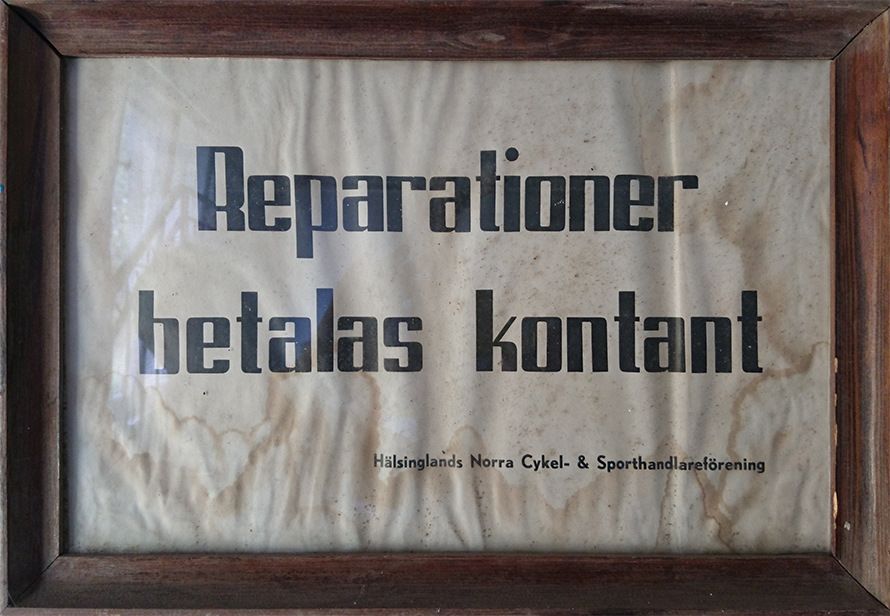 Reparationer
betalas kontant
Hälsinglands Norra Cykel- & Sporthandlareförening